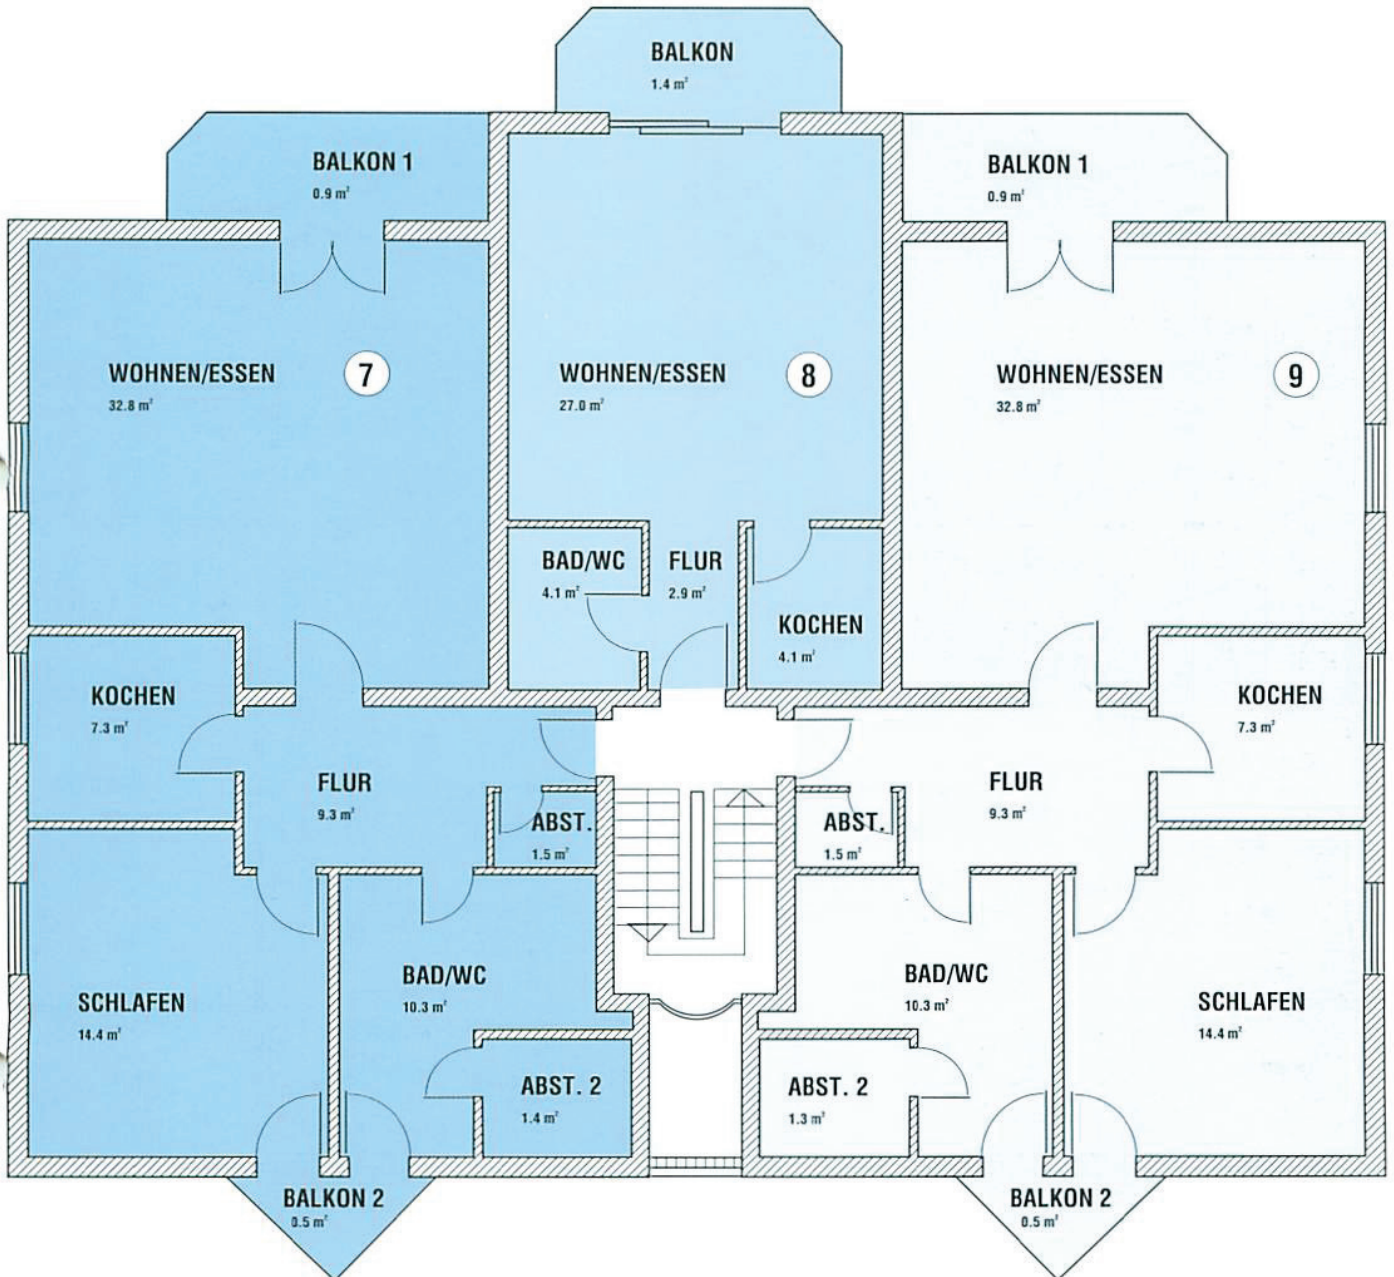 BALKON
1.4 m²
BALKON 1
0.9 m²
BALKON 1
0.9 m²
WOHNEN/ESSEN
32.8 m²
7
WOHNEN/ESSEN
27.0 m²
8
WOHNEN/ESSEN
32.8 m²
9
BAD/WC
4.1 m²
FLUR
2.9 m²
KOCHEN
4.1 m²
KOCHEN
7.3 m²
KOCHEN
7.3 m²
FLUR
9.3 m²
ABST.
1.5 m²
ABST.
1.5 m²
FLUR
9.3 m²
SCHLAFEN
14.4 m²
BAD/WC
10.3 m²
BAD/WC
10.3 m²
SCHLAFEN
14.4 m²
ABST. 2
1.4 m²
ABST. 2
1.3 m²
BALKON 2
0.5 m²
BALKON 2
0.5 m²